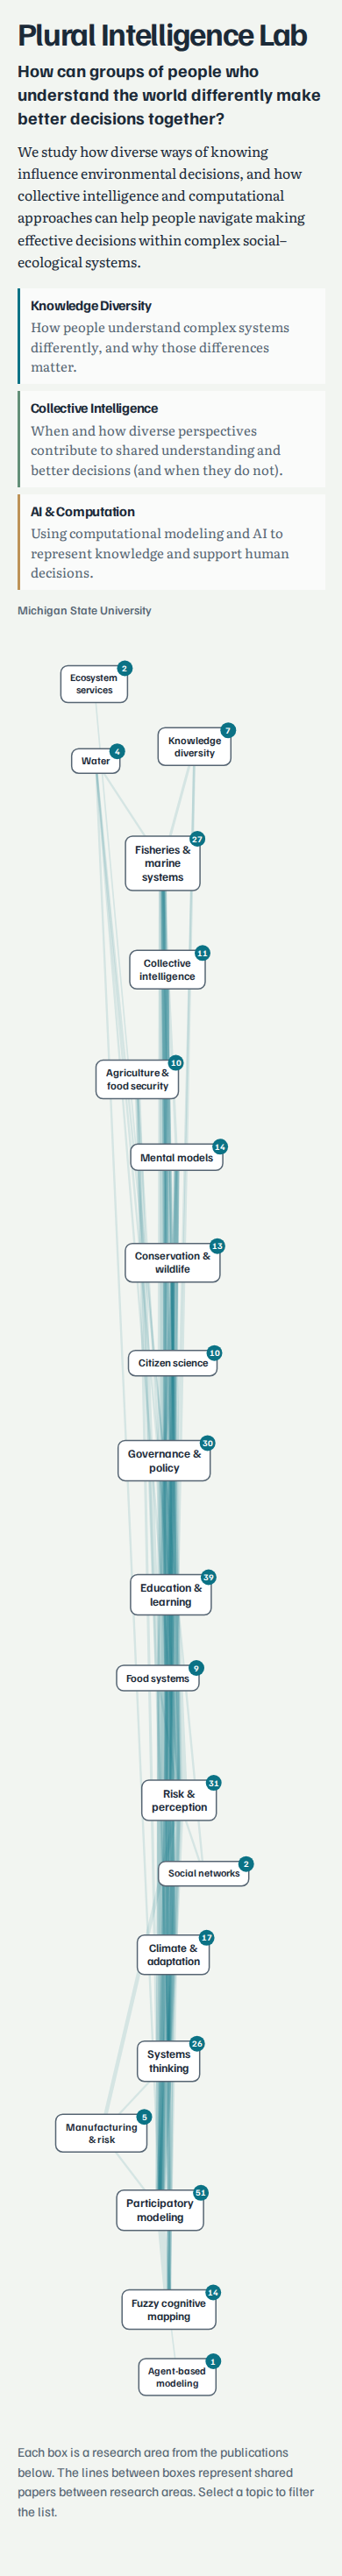 Plural Intelligence Lab
How can groups of people who
understand the world differently make
better decisions together?
We study how diverse ways of knowing
influence environmental decisions, and how
collective intelligence and computational
approaches can help people navigate making
effective decisions within complex social–
ecological systems.
Knowledge Diversity
How people understand complex systems
differently, and why those differences
matter.
Collective Intelligence
When and how diverse perspectives
contribute to shared understanding and
better decisions (and when they do not).
AI & Computation
Using computational modeling and AI to
represent knowledge and support human
decisions.
Michigan State University
2
Ecosystem
services
7
Knowledge
diversity
4
Water
27
Fisheries &
marine
systems
11
Collective
intelligence
10
Agriculture &
food security
14
Mental models
13
Conservation &
wildlife
10
Citizen science
30
Governance &
policy
39
Education &
learning
9
Food systems
31
Risk &
perception
2
Social networks
17
Climate &
adaptation
26
Systems
thinking
5
Manufacturing
& risk
51
Participatory
modeling
14
Fuzzy cognitive
mapping
1
Agent-based
modeling
Each box is a research area from the publications
below. The lines between boxes represent shared
papers between research areas. Select a topic to filter
the list.